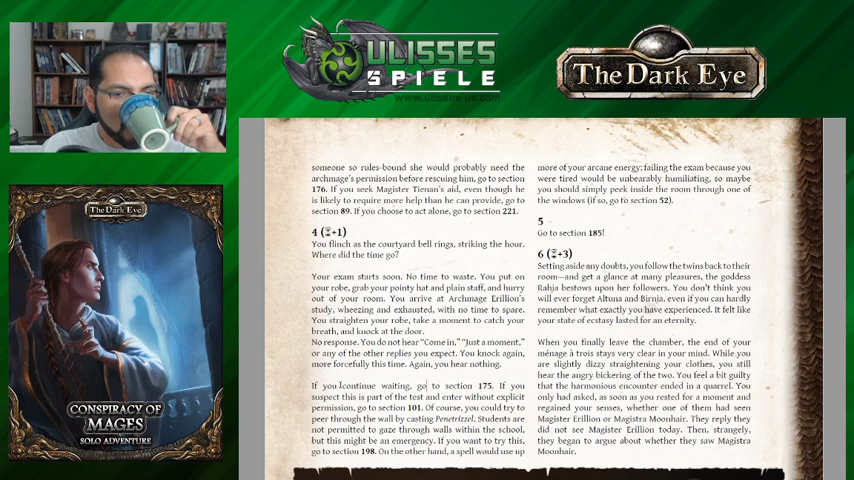 ULISSES
SPIELE
www.ulisses-us.com
The Dark Eye
The Dark Eye
CONSPIRACY OF
MAGES
SOLO ADVENTURE
someone so rules-bound she would probably need the
archmage's permission before rescuing him, go to section
176. If you seek Magister Tienan's aid, even though he
is likely to require more help than he can provide, go to
section 89. If you choose to act alone, go to section 221.
4 (⌛+1)
You flinch as the courtyard bell rings, striking the hour.
Where did the time go?
Your exam starts soon. No time to waste. You put on
your robe, grab your pointy hat and plain staff, and hurry
out of your room. You arrive at Archmage Erillion's
study, wheezing and exhausted, with no time to spare.
You straighten your robe, take a moment to catch your
breath, and knock at the door.
No response. You do not hear “Come in,” “Just a moment,”
or any of the other replies you expect. You knock again,
more forcefully this time. Again, you hear nothing.
If you continue waiting, go to section 175. If you
suspect this is part of the test and enter without explicit
permission, go to section 101. Of course, you could try to
peer through the wall by casting Penetrizzel. Students are
not permitted to gaze through walls within the school,
but this might be an emergency. If you want to try this,
go to section 198. On the other hand, a spell would use up
more of your arcane energy; failing the exam because you
were tired would be unbearably humiliating, so maybe
you should simply peek inside the room through one of
the windows (if so, go to section 52).
5
Go to section 185!
6 (⌛+3)
Setting aside any doubts, you follow the twins back to their
room—and get a glance at many pleasures, the goddess
Rahja bestows upon her followers. You don't think you
will ever forget Altuna and Birnja, even if you can hardly
remember what exactly you have experienced. It felt like
your state of ecstasy lasted for an eternity.
When you finally leave the chamber, the end of your
ménage à trois stays very clear in your mind. While you
are slightly dizzy straightening your clothes, you still
hear the angry bickering of the two. You feel a bit guilty
that the harmonious encounter ended in a quarrel. You
only had asked, as soon as you rested for a moment and
regained your senses, whether one of them had seen
Magister Erillion or Magistra Moonhair. They reply they
did not see Magister Erillion today. Then, strangely,
they began to argue about whether they saw Magistra
Moonhair.